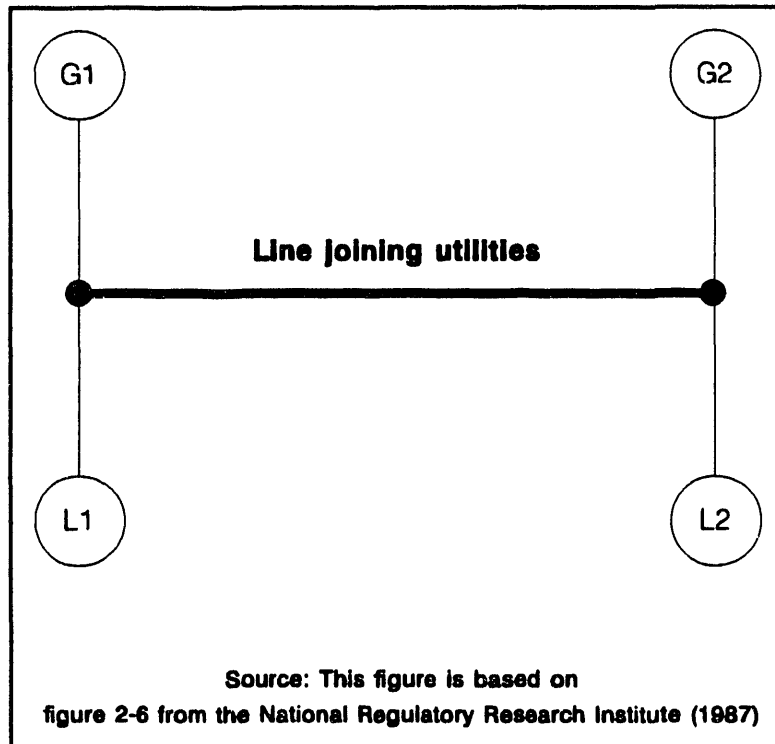 G1 G2
Line joining utilities
L1 L2
Source: This figure is based on
figure 2-6 from the National Regulatory Research Institute (1987)